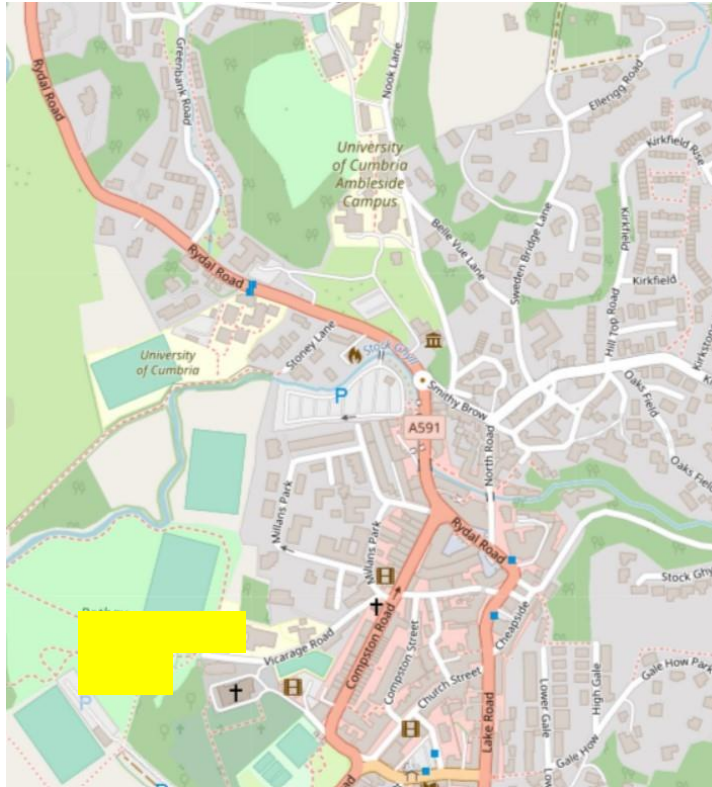 Rydal Road
Greenbank Road
Nook Lane
Ellerigg Road
Kirkfield Rise
University
of Cumbria
Ambleside
Campus
Belle Vue Lane
Sweden Bridge Lane
Kirkfield
Kirkfield
Rydal Road
Hill Top Road
Stoney Lane
Stock Ghyll
University
of Cumbria
P
Smithy Brow
Oaks Field
A591
North Road
Oaks Field
Millans Park
Millans Park
Rydal Road
Stock Ghy
Vicarage Road
Compston Road
Compston Street
Church Street
Cheapside
Lake Road
Lower Gale
High Gale
Gale How Park
Gale How
P
P